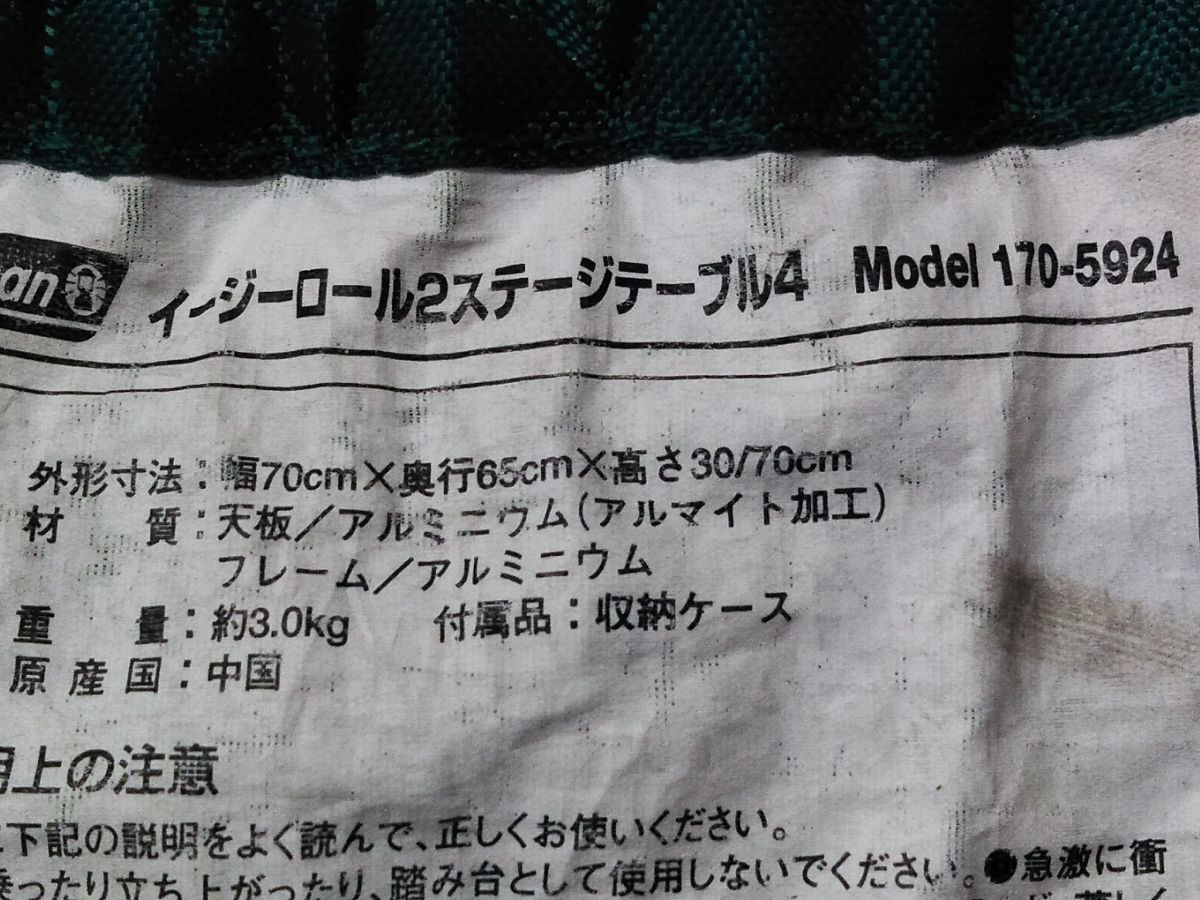 an イージーロール2ステージテーブル4 Model 170-5924
外形寸法：幅70cm×奥行65cm×高さ30/70cm
材　　質：天板／アルミニウム（アルマイト加工）
フレーム／アルミニウム
重　　量：約3.0kg　　付属品：収納ケース
原産国：中国
用上の注意
下記の説明をよく読んで、正しくお使いください。
乗ったり立ち上がったり、踏み台として使用しないでください。●急激に衝